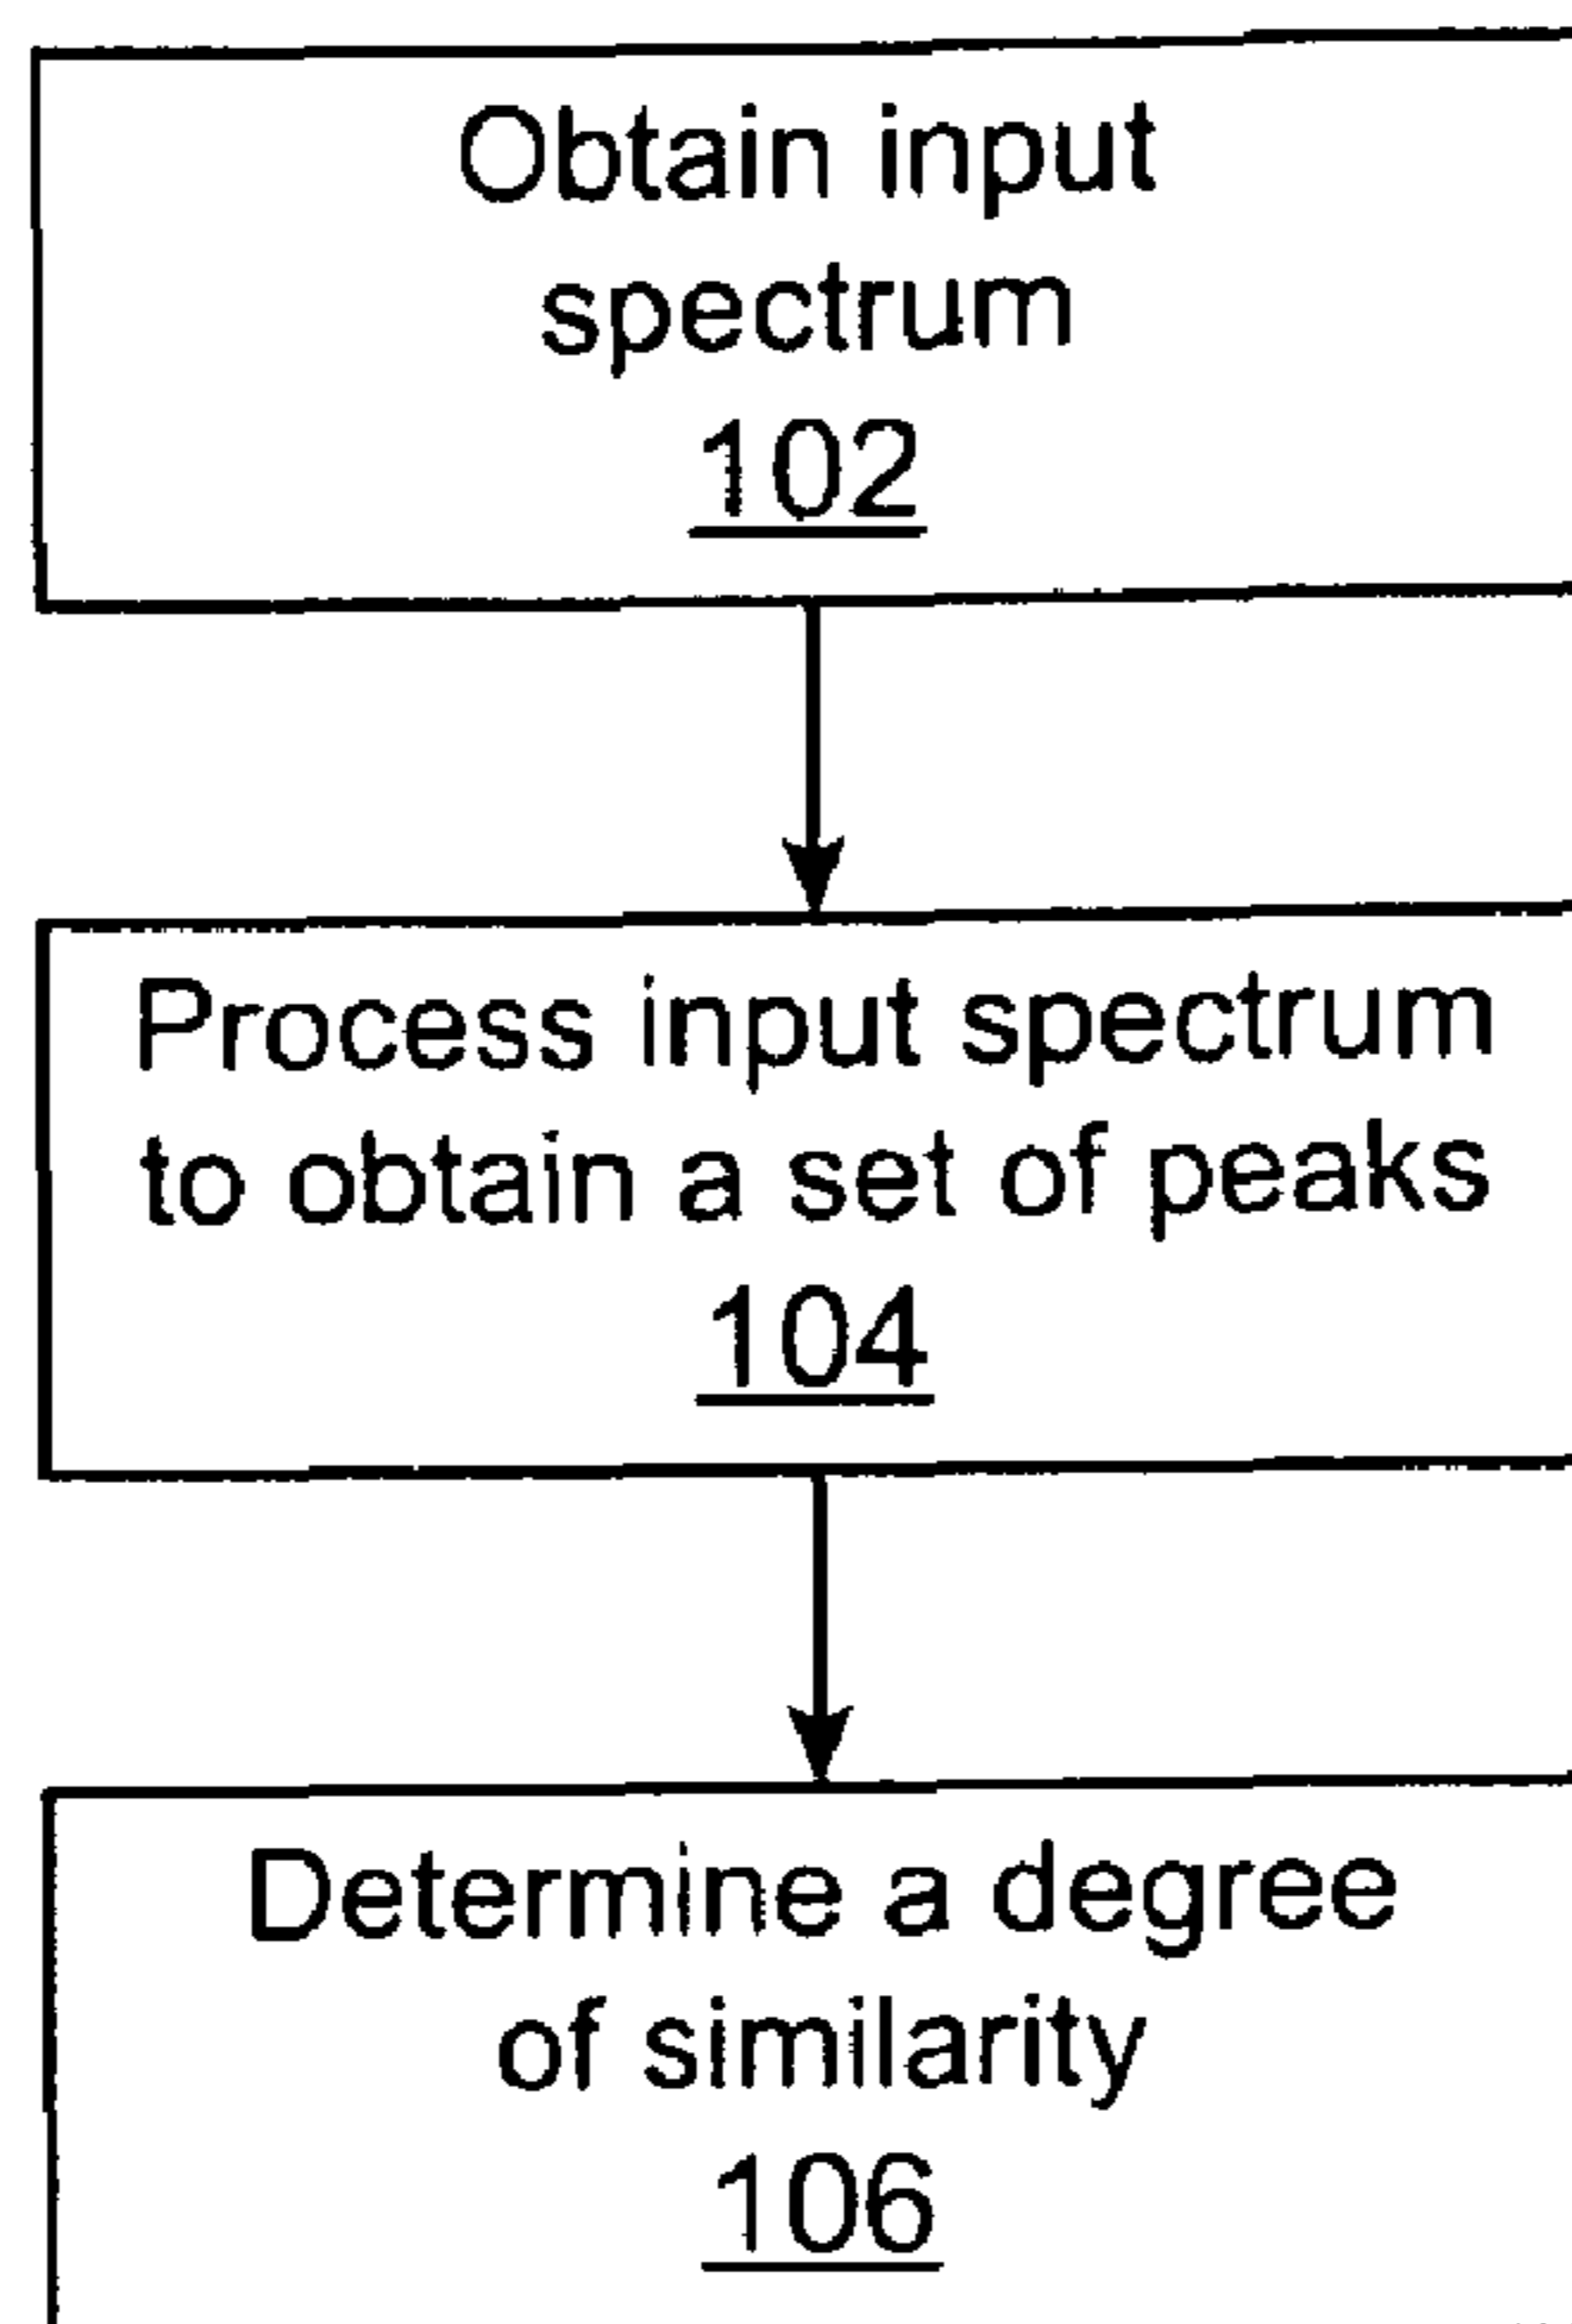 Obtain input
spectrum
102
Process input spectrum
to obtain a set of peaks
104
Determine a degree
of similarity
106